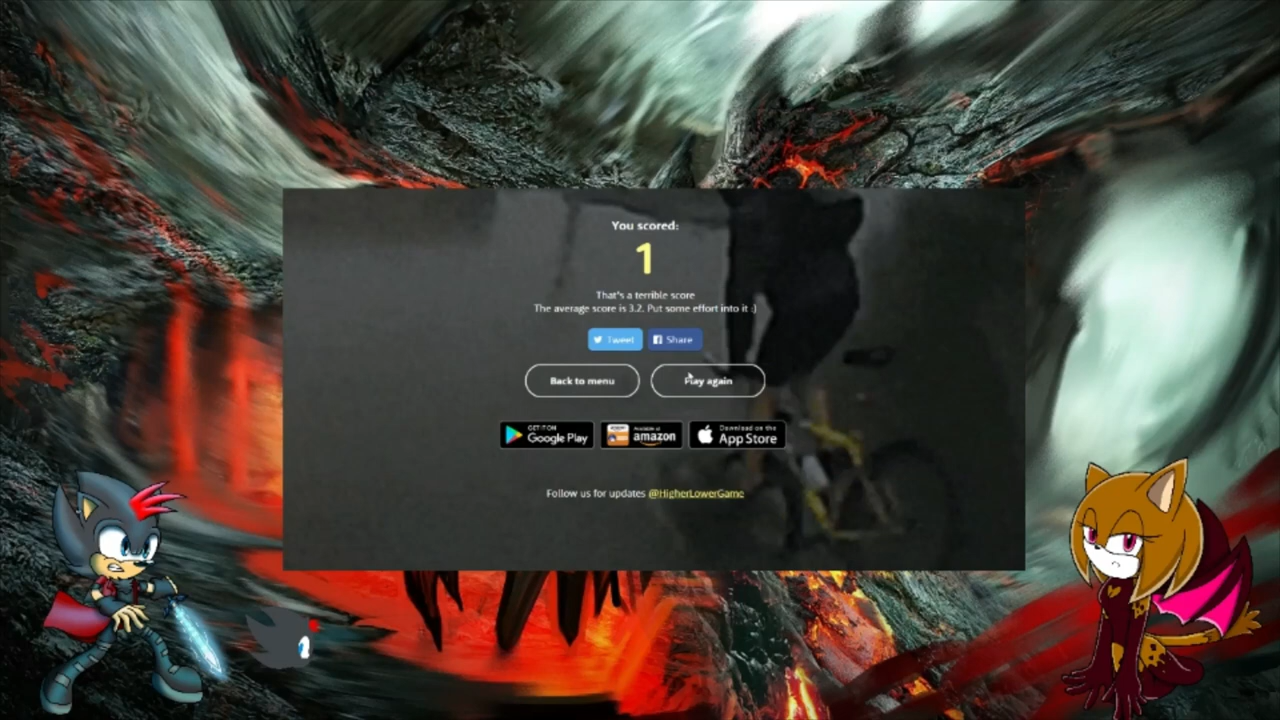 You scored:
1
That's a terrible score
The average score is 3.2. Put some effort into it :)
Tweet
Share
Back to menu
Play again
GET IT ON
Google Play
Available at
amazon
Download on the
App Store
Follow us for updates @HigherLowerGame